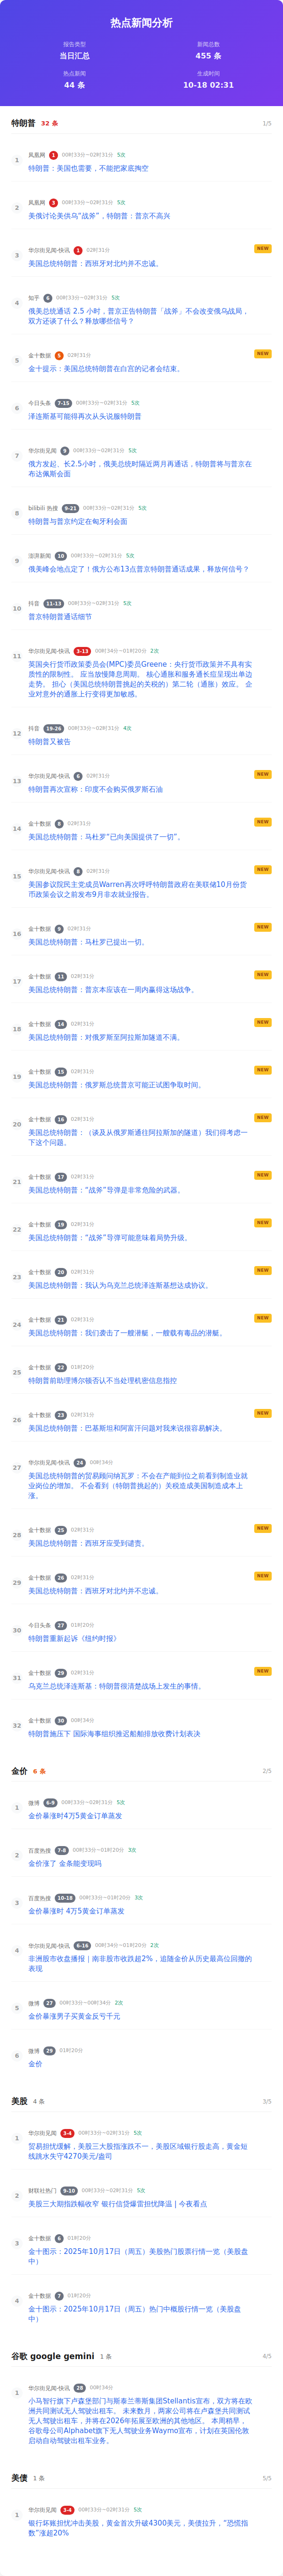 热点新闻分析
报告类型
新闻总数
当日汇总
455 条
热点新闻
生成时间
44 条
10-18 02:31
特朗普 32 条 1/5
1
凤凰网 1 00时33分~02时31分 5次
特朗普：美国也需要，不能把家底掏空
2
凤凰网 3 00时33分~02时31分 5次
美俄讨论美供乌“战斧”，特朗普：普京不高兴
3
华尔街见闻-快讯 1 02时31分 NEW
美国总统特朗普：西班牙对北约并不忠诚。
4
知乎 6 00时33分~02时31分 5次
俄美总统通话 2.5 小时，普京正告特朗普「战斧」不会改变俄乌战局，
双方还谈了什么？释放哪些信号？
5
金十数据 5 02时31分 NEW
金十提示：美国总统特朗普在白宫的记者会结束。
6
今日头条 7-15 00时33分~02时31分 5次
泽连斯基可能得再次从头说服特朗普
7
华尔街见闻 9 00时33分~02时31分 5次
俄方发起、长2.5小时，俄美总统时隔近两月再通话，特朗普将与普京在
布达佩斯会面
8
bilibili 热搜 9-21 00时33分~02时31分 5次
特朗普与普京约定在匈牙利会面
9
澎湃新闻 10 00时33分~02时31分 5次
俄美峰会地点定了！俄方公布13点普京特朗普通话成果，释放何信号？
10
抖音 11-13 00时33分~02时31分 5次
普京特朗普通话细节
11
华尔街见闻-快讯 3-13 00时34分~01时20分 2次
英国央行货币政策委员会(MPC)委员Greene：央行货币政策并不具有实
质性的限制性。 应当放慢降息周期。 核心通胀和服务通长应呈现出单边
走势。 担心（美国总统特朗普挑起的关税的）第二轮（通胀）效应。 企
业对意外的通胀上行变得更加敏感。
12
抖音 19-26 00时33分~02时31分 4次
特朗普又被告
13
华尔街见闻-快讯 6 02时31分 NEW
特朗普再次宣称：印度不会购买俄罗斯石油
14
金十数据 8 02时31分 NEW
美国总统特朗普：马杜罗“已向美国提供了一切”。
15
华尔街见闻-快讯 8 02时31分 NEW
美国参议院民主党成员Warren再次呼呼特朗普政府在美联储10月份货
币政策会议之前发布9月非农就业报告。
16
金十数据 9 02时31分 NEW
美国总统特朗普：马杜罗已提出一切。
17
金十数据 11 02时31分 NEW
美国总统特朗普：普京本应该在一周内赢得这场战争。
18
金十数据 14 02时31分 NEW
美国总统特朗普：对俄罗斯至阿拉斯加隧道不满。
19
金十数据 15 02时31分 NEW
美国总统特朗普：俄罗斯总统普京可能正试图争取时间。
20
金十数据 16 02时31分 NEW
美国总统特朗普：（谈及从俄罗斯通往阿拉斯加的隧道）我们得考虑一
下这个问题。
21
金十数据 17 02时31分 NEW
美国总统特朗普：“战斧”导弹是非常危险的武器。
22
金十数据 19 02时31分 NEW
美国总统特朗普：“战斧”导弹可能意味着局势升级。
23
金十数据 20 02时31分 NEW
美国总统特朗普：我认为乌克兰总统泽连斯基想达成协议。
24
金十数据 21 02时31分 NEW
美国总统特朗普：我们袭击了一艘潜艇，一艘载有毒品的潜艇。
25
金十数据 22 01时20分
特朗普前助理博尔顿否认不当处理机密信息指控
26
金十数据 23 02时31分 NEW
美国总统特朗普：巴基斯坦和阿富汗问题对我来说很容易解决。
27
华尔街见闻-快讯 24 00时34分
美国总统特朗普的贸易顾问纳瓦罗：不会在产能到位之前看到制造业就
业岗位的增加。 不会看到（特朗普挑起的）关税造成美国制造成本上
涨。
28
金十数据 25 02时31分 NEW
美国总统特朗普：西班牙应受到谴责。
29
金十数据 26 02时31分 NEW
美国总统特朗普：西班牙对北约并不忠诚。
30
今日头条 27 01时20分
特朗普重新起诉《纽约时报》
31
金十数据 29 02时31分 NEW
乌克兰总统泽连斯基：特朗普很清楚战场上发生的事情。
32
金十数据 30 00时34分
特朗普施压下 国际海事组织推迟船舶排放收费计划表决
金价 6 条 2/5
1
微博 6-9 00时33分~02时31分 5次
金价暴涨时4万5黄金订单蒸发
2
百度热搜 7-8 00时33分~01时20分 3次
金价涨了 金条能变现吗
3
百度热搜 10-18 00时33分~01时20分 3次
金价暴涨时 4万5黄金订单蒸发
4
华尔街见闻-快讯 6-16 00时34分~01时20分 2次
非洲股市收盘播报｜南非股市收跌超2%，追随金价从历史最高位回撤的
表现
5
微博 27 00时33分~00时34分 2次
金价暴涨男子买黄金反亏千元
6
微博 29 01时20分
金价
美股 4 条 3/5
1
华尔街见闻 3-4 00时33分~02时31分 5次
贸易担忧缓解，美股三大股指涨跌不一，美股区域银行股走高，黄金短
线跳水失守4270美元/盎司
2
财联社热门 9-10 00时33分~02时31分 5次
美股三大期指跌幅收窄 银行信贷爆雷担忧降温 | 今夜看点
3
金十数据 6 01时20分
金十图示：2025年10月17日（周五）美股热门股票行情一览（美股盘
中）
4
金十数据 7 01时20分
金十图示：2025年10月17日（周五）热门中概股行情一览（美股盘
中）
谷歌 google gemini 1 条 4/5
1
华尔街见闻-快讯 28 00时34分
小马智行旗下卢森堡部门与斯泰兰蒂斯集团Stellantis宣布，双方将在欧
洲共同测试无人驾驶出租车。 未来数月，两家公司将在卢森堡共同测试
无人驾驶出租车，并将在2026年拓展至欧洲的其他地区。 本周稍早，
谷歌母公司Alphabet旗下无人驾驶业务Waymo宣布，计划在英国伦敦
启动自动驾驶出租车业务。
美债 1 条 5/5
1
华尔街见闻 3-4 00时33分~02时31分 5次
银行坏账担忧冲击美股，黄金首次升破4300美元，美债拉升，“恐慌指
数”涨超20%